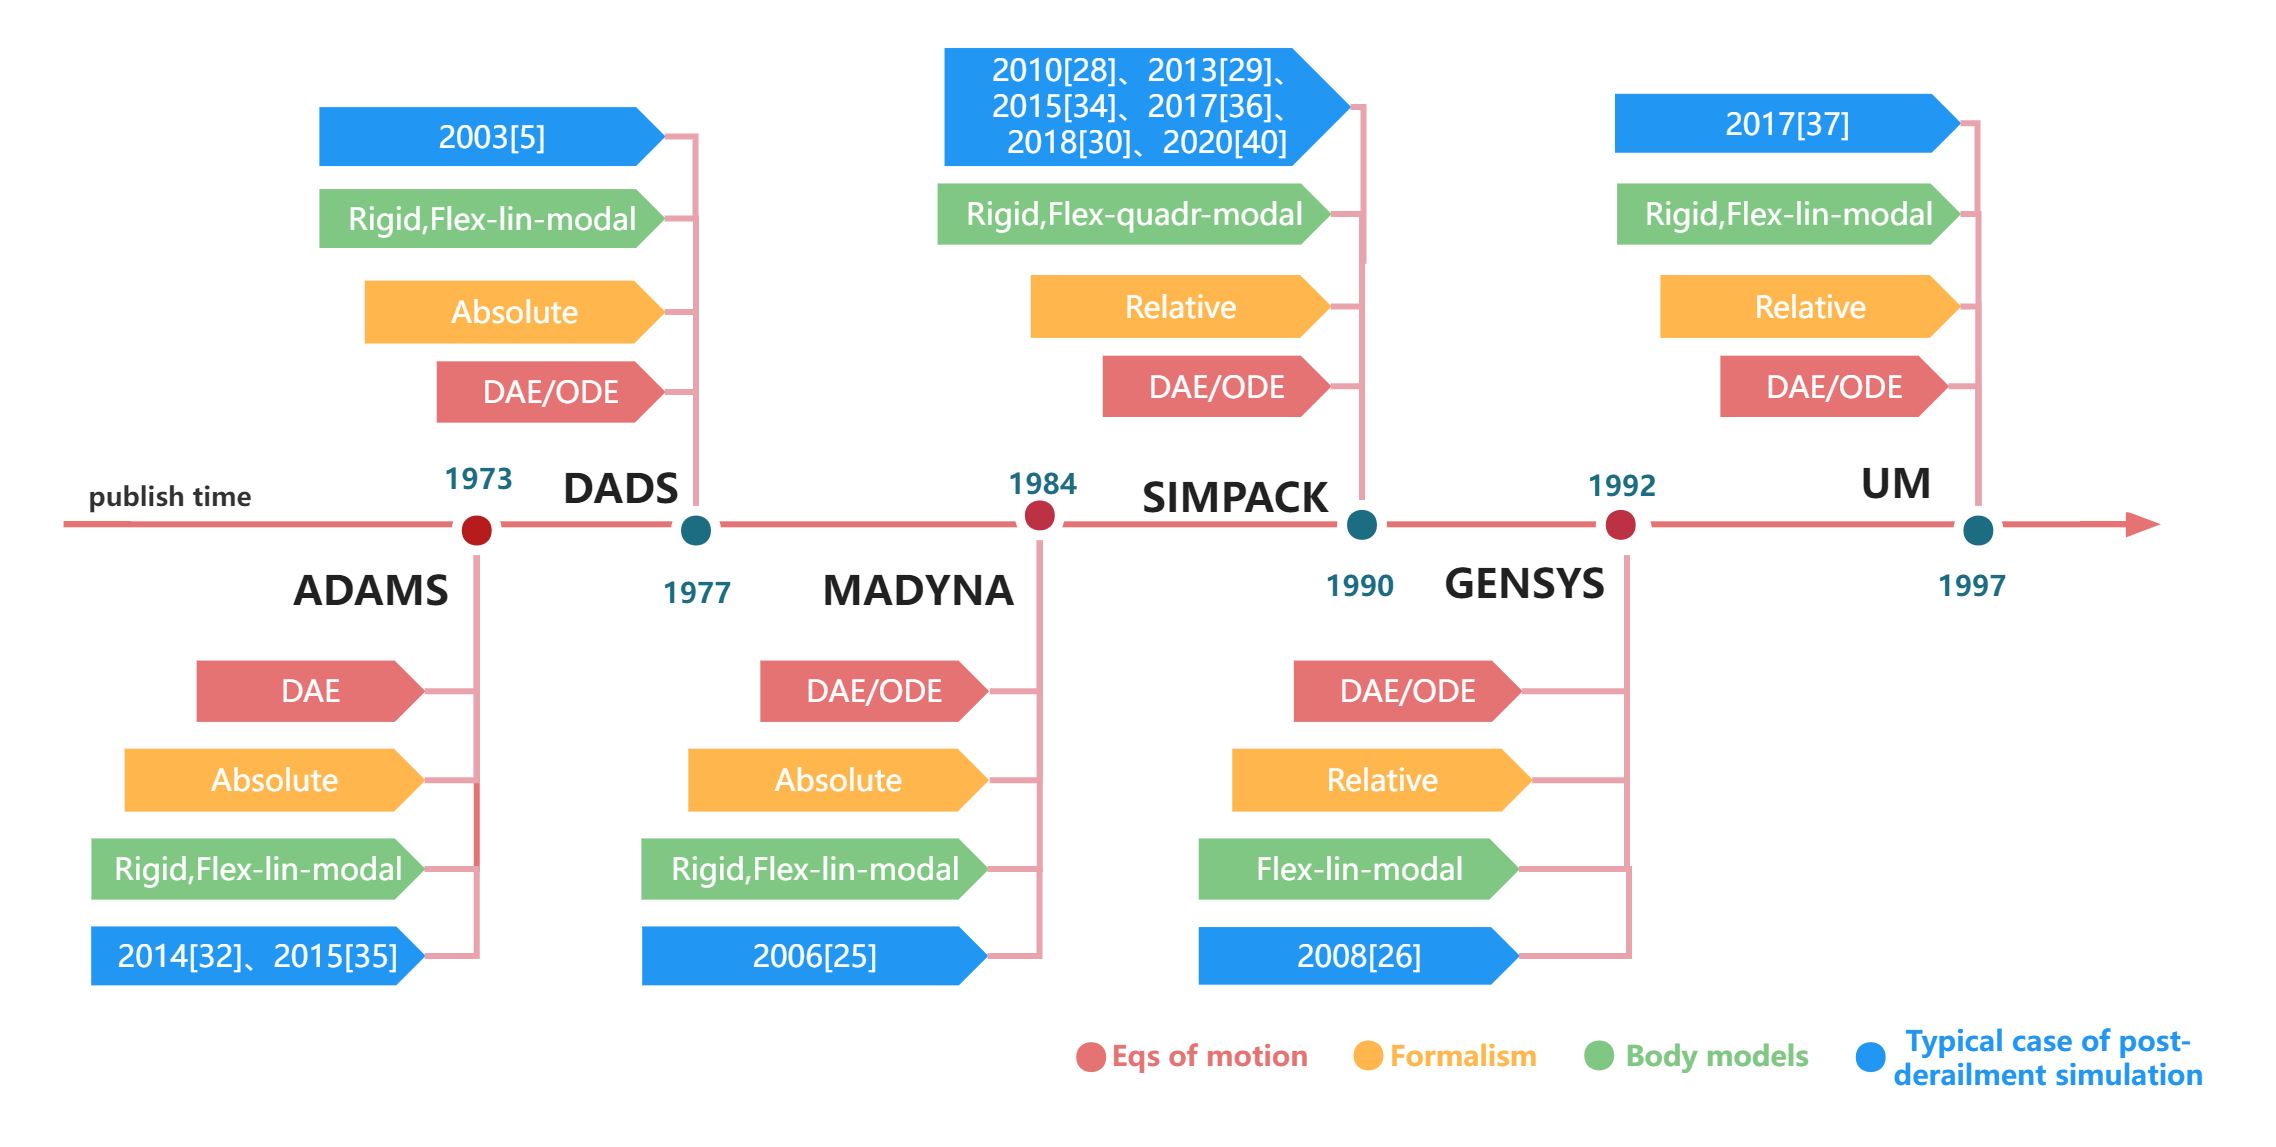 2003[5]
Rigid,Flex-lin-modal
Absolute
DAE/ODE
2010[28]、2013[29]、
2015[34]、2017[36]、
2018[30]、2020[40]
Rigid,Flex-quadr-modal
Relative
DAE/ODE
2017[37]
Rigid,Flex-lin-modal
Relative
DAE/ODE
publish time
1973
DADS
1984
SIMPACK
1992
UM
ADAMS
1977
MADYNA
1990
GENSYS
1997
DAE
Absolute
Rigid,Flex-lin-modal
2014[32]、2015[35]
DAE/ODE
Absolute
Rigid,Flex-lin-modal
2006[25]
DAE/ODE
Relative
Flex-lin-modal
2008[26]
Eqs of motion
Formalism
Body models
Typical case of post-
derailment simulation